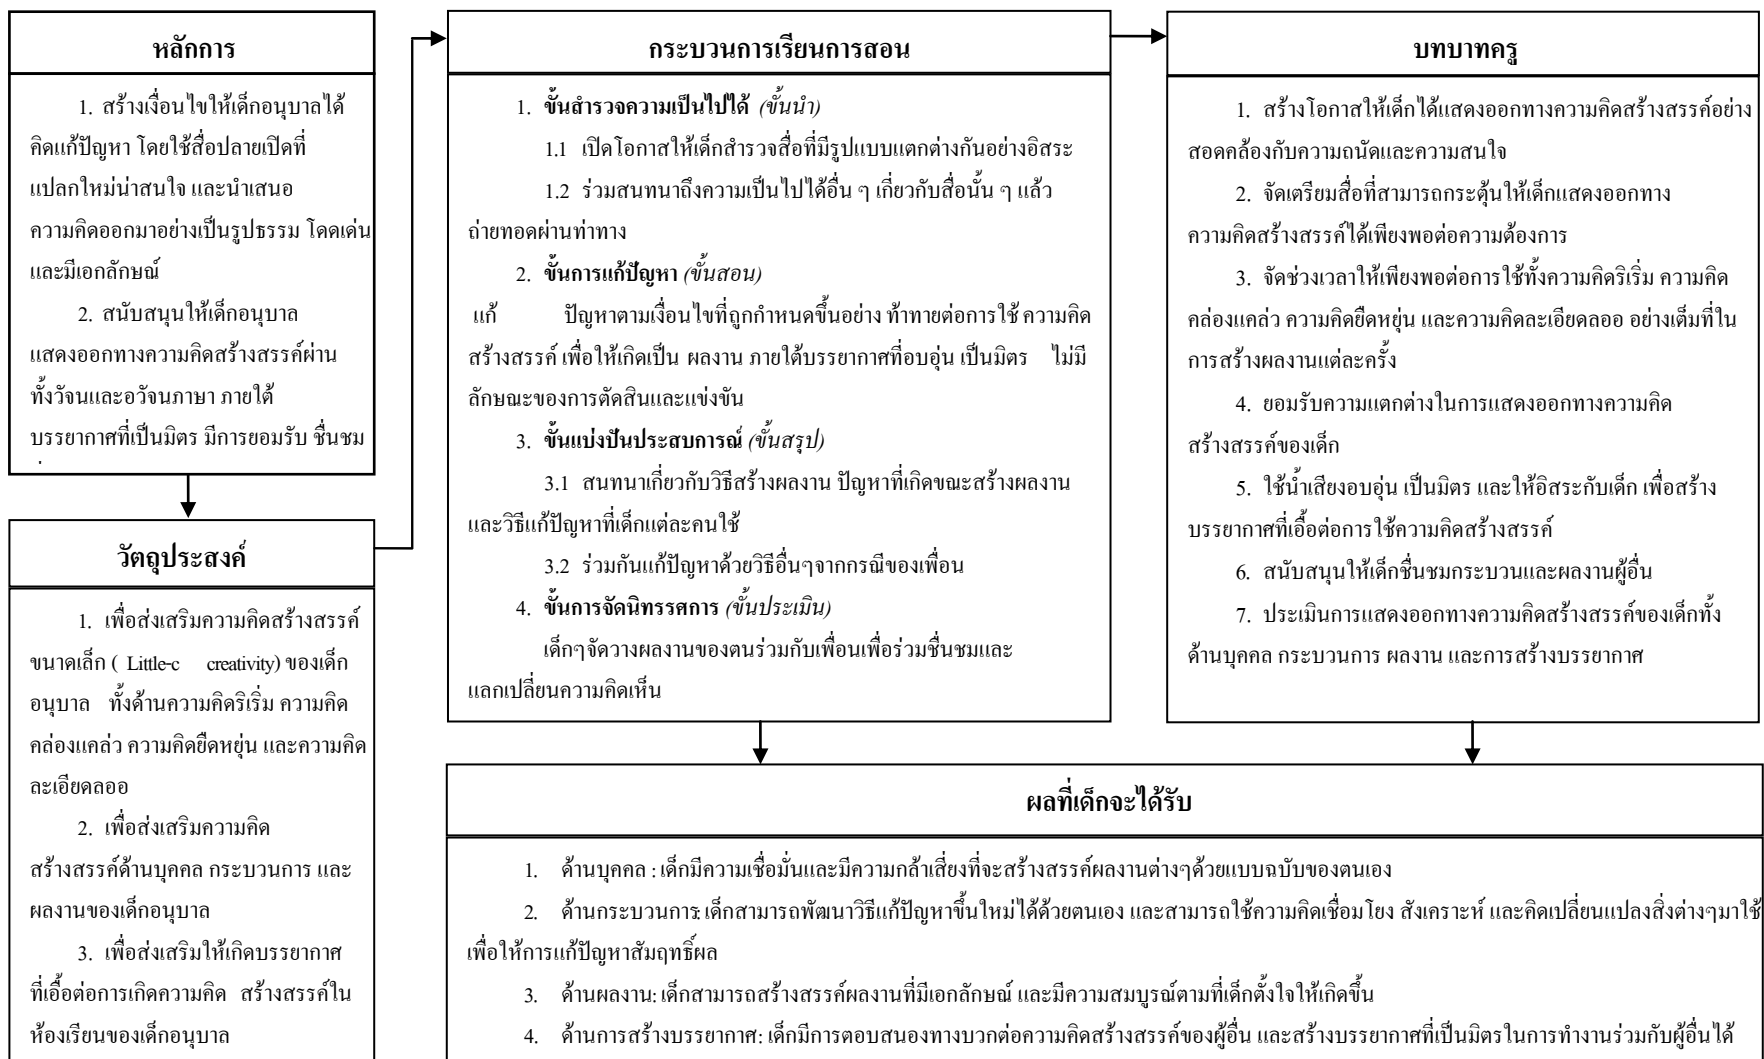 หลักการ
1. สร้างเงื่อนไขให้เด็กอนุบาลได้
คิดแก้ปัญหา โดยใช้สื่อปลายเปิดที่
แปลกใหม่น่าสนใจ และนำเสนอ
ความคิดออกมาอย่างเป็นรูปธรรม โดดเด่น
และมีเอกลักษณ์
2. สนับสนุนให้เด็กอนุบาล
แสดงออกทางความคิดสร้างสรรค์ผ่าน
ทั้งวัจนและอวัจนภาษา ภายใต้
บรรยากาศที่เป็นมิตร มีการยอมรับ ชื่นชม
วัตถุประสงค์
1. เพื่อส่งเสริมความคิดสร้างสรรค์
ขนาดเล็ก ( Little-c creativity) ของเด็ก
อนุบาล ทั้งด้านความคิดริเริ่ม ความคิด
คล่องแคล่ว ความคิดยืดหยุ่น และความคิด
ละเอียดลออ
2. เพื่อส่งเสริมความคิด
สร้างสรรค์ด้านบุคคล กระบวนการ และ
ผลงานของเด็กอนุบาล
3. เพื่อส่งเสริมให้เกิดบรรยากาศ
ที่เอื้อต่อการเกิดความคิด สร้างสรรค์ใน
ห้องเรียนของเด็กอนุบาล
กระบวนการเรียนการสอน
1. ขั้นสำรวจความเป็นไปได้ (ขั้นนำ)
1.1 เปิดโอกาสให้เด็กสำรวจสื่อที่มีรูปแบบแตกต่างกันอย่างอิสระ
1.2 ร่วมสนทนาถึงความเป็นไปได้อื่น ๆ เกี่ยวกับสื่อนั้น ๆ แล้ว
ถ่ายทอดผ่านท่าทาง
2. ขั้นการแก้ปัญหา (ขั้นสอน)
แก้ ปัญหาตามเงื่อนไขที่ถูกกำหนดขึ้นอย่าง ท้าทายต่อการใช้ ความคิด
สร้างสรรค์ เพื่อให้เกิดเป็น ผลงาน ภายใต้บรรยากาศที่อบอุ่น เป็นมิตร ไม่มี
ลักษณะของการตัดสินและแข่งขัน
3. ขั้นแบ่งปันประสบการณ์ (ขั้นสรุป)
3.1 สนทนาเกี่ยวกับวิธีสร้างผลงาน ปัญหาที่เกิดขณะสร้างผลงาน
และวิธีแก้ปัญหาที่เด็กแต่ละคนใช้
3.2 ร่วมกันแก้ปัญหาด้วยวิธีอื่นๆจากกรณีของเพื่อน
4. ขั้นการจัดนิทรรศการ (ขั้นประเมิน)
เด็กๆจัดวางผลงานของตนร่วมกับเพื่อนเพื่อร่วมชื่นชมและ
แลกเปลี่ยนความคิดเห็น
บทบาทครู
1. สร้างโอกาสให้เด็กได้แสดงออกทางความคิดสร้างสรรค์อย่าง
สอดคล้องกับความถนัดและความสนใจ
2. จัดเตรียมสื่อที่สามารถกระตุ้นให้เด็กแสดงออกทาง
ความคิดสร้างสรรค์ได้เพียงพอต่อความต้องการ
3. จัดช่วงเวลาให้เพียงพอต่อการใช้ทั้งความคิดริเริ่ม ความคิด
คล่องแคล่ว ความคิดยืดหยุ่น และความคิดละเอียดลออ อย่างเต็มที่ใน
การสร้างผลงานแต่ละครั้ง
4. ยอมรับความแตกต่างในการแสดงออกทางความคิด
สร้างสรรค์ของเด็ก
5. ใช้น้ำเสียงอบอุ่น เป็นมิตร และให้อิสระกับเด็ก เพื่อสร้าง
บรรยากาศที่เอื้อต่อการใช้ความคิดสร้างสรรค์
6. สนับสนุนให้เด็กชื่นชมกระบวนและผลงานผู้อื่น
7. ประเมินการแสดงออกทางความคิดสร้างสรรค์ของเด็กทั้ง
ด้านบุคคล กระบวนการ ผลงาน และการสร้างบรรยากาศ
ผลที่เด็กจะได้รับ
1. ด้านบุคคล : เด็กมีความเชื่อมั่นและมีความกล้าเสี่ยงที่จะสร้างสรรค์ผลงานต่างๆด้วยแบบฉบับของตนเอง
2. ด้านกระบวนการ: เด็กสามารถพัฒนาวิธีแก้ปัญหาขึ้นใหม่ได้ด้วยตนเอง และสามารถใช้ความคิดเชื่อมโยง สังเคราะห์ และคิดเปลี่ยนแปลงสิ่งต่างๆมาใช้
เพื่อให้การแก้ปัญหาสัมฤทธิ์ผล
3. ด้านผลงาน: เด็กสามารถสร้างสรรค์ผลงานที่มีเอกลักษณ์ และมีความสมบูรณ์ตามที่เด็กตั้งใจให้เกิดขึ้น
4. ด้านการสร้างบรรยากาศ: เด็กมีการตอบสนองทางบวกต่อความคิดสร้างสรรค์ของผู้อื่น และสร้างบรรยากาศที่เป็นมิตรในการทำงานร่วมกับผู้อื่นได้